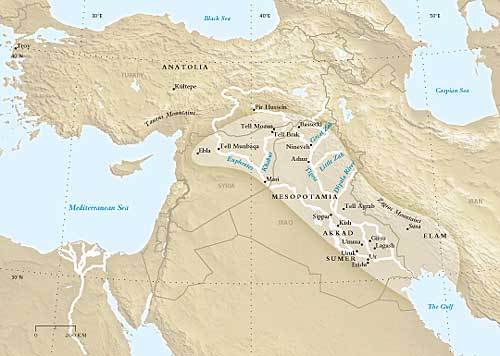 Black Sea
40°E
50°E
Troy
40°N
ANATOLIA
TURKEY
Kültepe
Caspian Sea
Pir Hussein
Taurus Mountains
Tell Mozan
Bassetki
Tell Brak
Great Zab
Ebla
Tell Munbāqa
Nineveh
Euphrates
Khabur
Ashur
Little Zab
Tigris
Diyala River
Mari
SYRIA
MESOPOTAMIA
Mediterranean Sea
Tell Agrab
Zagros Mountains
IRAN
Sippar
Susa
IRAQ
Kish
AKKAD
ELAM
Umma
Girsu
Lagash
Uruk
Ur
SUMER
Eridu
30°N
30°N
The Gulf
0
200 KM